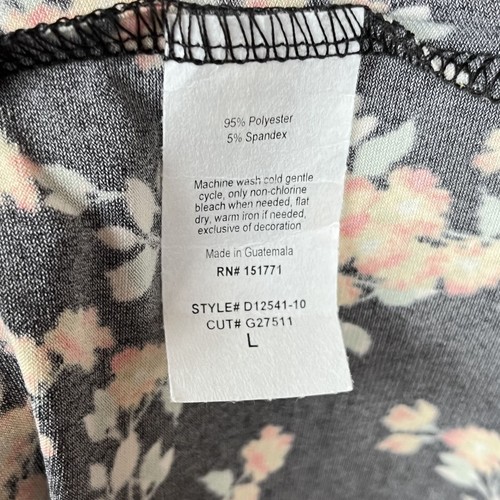 95% Polyester
5% Spandex
Machine wash cold gentle
cycle, only non-chlorine
bleach when needed, flat
dry, warm iron if needed,
exclusive of decoration
Made in Guatemala
RN# 151771
STYLE# D12541-10
CUT# G27511
L